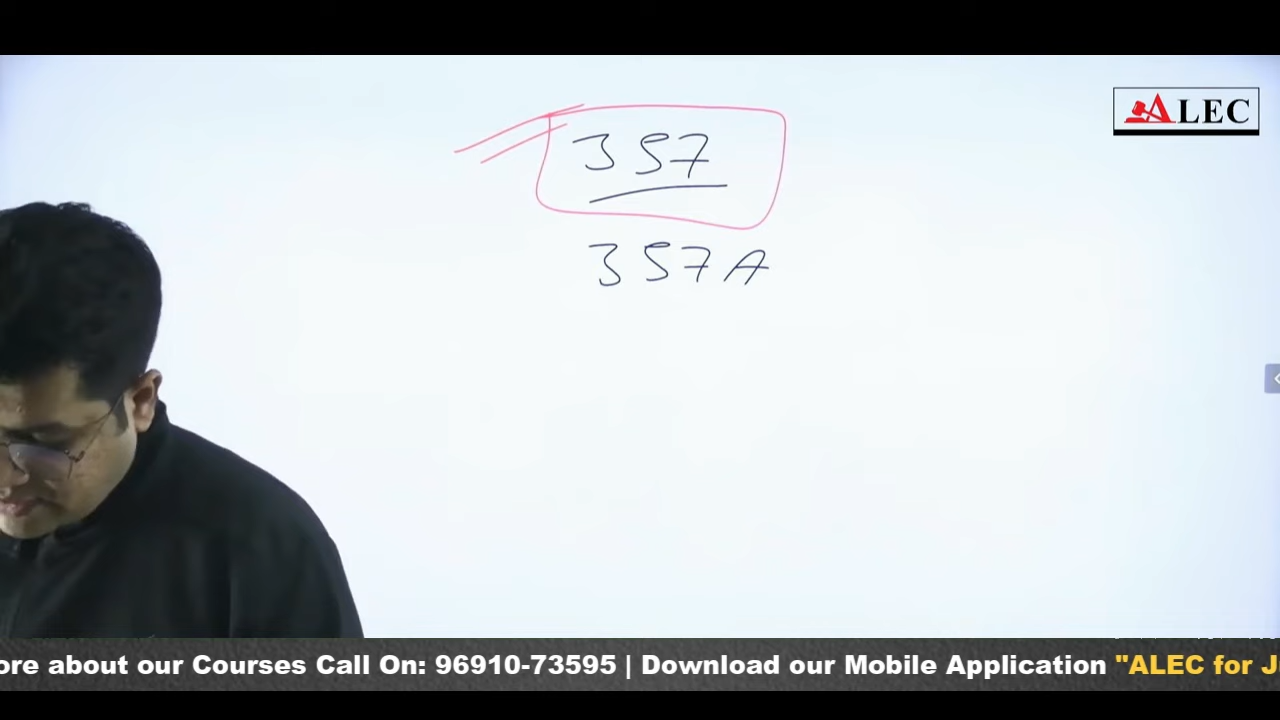 ALEC
357
357A
ore about our Courses Call On: 96910-73595 | Download our Mobile Application "ALEC for J